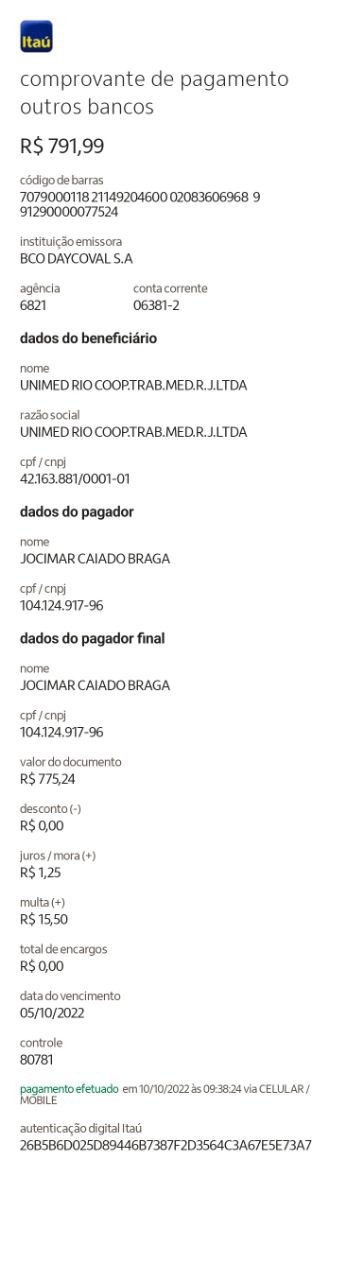 Itaú
comprovante de pagamento
outros bancos
R$ 791,99
código de barras
7079000118 21149204600 02083606968 9
91290000077524
instituição emissora
BCO DAYCOVAL S.A
agência conta corrente
6821 06381-2
dados do beneficiário
nome
UNIMED RIO COOP.TRAB.MED.R.J.LTDA
razão social
UNIMED RIO COOP.TRAB.MED.R.J.LTDA
cpf / cnpj
42.163.881/0001-01
dados do pagador
nome
JOCIMAR CAIADO BRAGA
cpf / cnpj
104.124.917-96
dados do pagador final
nome
JOCIMAR CAIADO BRAGA
cpf / cnpj
104.124.917-96
valor do documento
R$ 775,24
desconto (-)
R$ 0,00
juros / mora (+)
R$ 1,25
multa (+)
R$ 15,50
total de encargos
R$ 0,00
data do vencimento
05/10/2022
controle
80781
pagamento efetuado em 10/10/2022 às 09:38:24 via CELULAR /
MOBILE
autenticação digital Itaú
26B5B6D025D89446B7387F2D3564C3A67E5E73A7